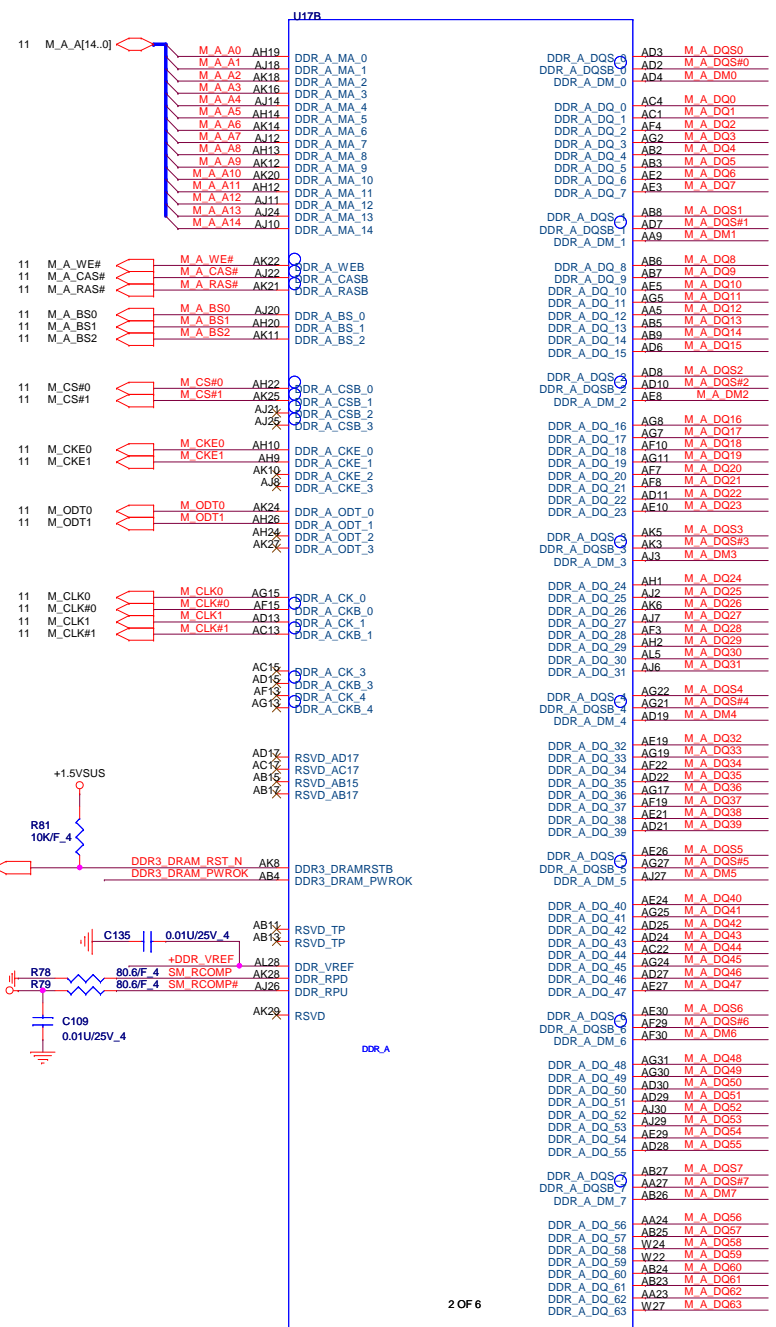 U17B
11 M_A_A[14..0]
M_A_A0 AH19 DDR_A_MA_0
M_A_A1 AJ18 DDR_A_MA_1
M_A_A2 AK18 DDR_A_MA_2
M_A_A3 AK16 DDR_A_MA_3
M_A_A4 AJ14 DDR_A_MA_4
M_A_A5 AH14 DDR_A_MA_5
M_A_A6 AK14 DDR_A_MA_6
M_A_A7 AJ12 DDR_A_MA_7
M_A_A8 AH13 DDR_A_MA_8
M_A_A9 AK12 DDR_A_MA_9
M_A_A10 AK20 DDR_A_MA_10
M_A_A11 AH12 DDR_A_MA_11
M_A_A12 AJ11 DDR_A_MA_12
M_A_A13 AJ24 DDR_A_MA_13
M_A_A14 AJ10 DDR_A_MA_14
11 M_A_WE# M_A_WE# AK22 DDR_A_WEB
11 M_A_CAS# M_A_CAS# AJ22 DDR_A_CASB
11 M_A_RAS# M_A_RAS# AK21 DDR_A_RASB
11 M_A_BS0 M_A_BS0 AJ20 DDR_A_BS_0
11 M_A_BS1 M_A_BS1 AH20 DDR_A_BS_1
11 M_A_BS2 M_A_BS2 AK11 DDR_A_BS_2
11 M_CS#0 M_CS#0 AH22 DDR_A_CSB_0
11 M_CS#1 M_CS#1 AK25 DDR_A_CSB_1
AJ21 DDR_A_CSB_2
AJ25 DDR_A_CSB_3
11 M_CKE0 M_CKE0 AH10 DDR_A_CKE_0
11 M_CKE1 M_CKE1 AH9 DDR_A_CKE_1
AK10 DDR_A_CKE_2
AJ8 DDR_A_CKE_3
11 M_ODT0 M_ODT0 AK24 DDR_A_ODT_0
11 M_ODT1 M_ODT1 AH26 DDR_A_ODT_1
AH24 DDR_A_ODT_2
AK27 DDR_A_ODT_3
11 M_CLK0 M_CLK0 AG15 DDR_A_CK_0
11 M_CLK#0 M_CLK#0 AF15 DDR_A_CKB_0
11 M_CLK1 M_CLK1 AD13 DDR_A_CK_1
11 M_CLK#1 M_CLK#1 AC13 DDR_A_CKB_1
AC15 DDR_A_CK_3
AD15 DDR_A_CKB_3
AF13 DDR_A_CK_4
AG13 DDR_A_CKB_4
AD17 RSVD_AD17
AC17 RSVD_AC17
AB15 RSVD_AB15
AB17 RSVD_AB17
+1.5VSUS
R81
10K/F_4
DDR3_DRAM_RST_N AK8 DDR3_DRAMRSTB
DDR3_DRAM_PWROK AB4 DDR3_DRAM_PWROK
AB11 RSVD_TP
AB13 RSVD_TP
C135 0.01U/25V_4
+DDR_VREF AL28 DDR_VREF
R78 80.6/F_4 SM_RCOMP AK28 DDR_RPD
R79 80.6/F_4 SM_RCOMP# AJ26 DDR_RPU
AK29 RSVD
C109
0.01U/25V_4
DDR_A
DDR_A_DQS_0 AD3 M_A_DQS0
DDR_A_DQSB_0 AD2 M_A_DQS#0
DDR_A_DM_0 AD4 M_A_DM0
DDR_A_DQ_0 AC4 M_A_DQ0
DDR_A_DQ_1 AC1 M_A_DQ1
DDR_A_DQ_2 AF4 M_A_DQ2
DDR_A_DQ_3 AG2 M_A_DQ3
DDR_A_DQ_4 AB2 M_A_DQ4
DDR_A_DQ_5 AB3 M_A_DQ5
DDR_A_DQ_6 AE2 M_A_DQ6
DDR_A_DQ_7 AE3 M_A_DQ7
DDR_A_DQS_1 AB8 M_A_DQS1
DDR_A_DQSB_1 AD7 M_A_DQS#1
DDR_A_DM_1 AA9 M_A_DM1
DDR_A_DQ_8 AB6 M_A_DQ8
DDR_A_DQ_9 AB7 M_A_DQ9
DDR_A_DQ_10 AE5 M_A_DQ10
DDR_A_DQ_11 AG5 M_A_DQ11
DDR_A_DQ_12 AA5 M_A_DQ12
DDR_A_DQ_13 AB5 M_A_DQ13
DDR_A_DQ_14 AB9 M_A_DQ14
DDR_A_DQ_15 AD6 M_A_DQ15
DDR_A_DQS_2 AD8 M_A_DQS2
DDR_A_DQSB_2 AD10 M_A_DQS#2
DDR_A_DM_2 AE8 M_A_DM2
DDR_A_DQ_16 AG8 M_A_DQ16
DDR_A_DQ_17 AG7 M_A_DQ17
DDR_A_DQ_18 AF10 M_A_DQ18
DDR_A_DQ_19 AG11 M_A_DQ19
DDR_A_DQ_20 AF7 M_A_DQ20
DDR_A_DQ_21 AF8 M_A_DQ21
DDR_A_DQ_22 AD11 M_A_DQ22
DDR_A_DQ_23 AE10 M_A_DQ23
DDR_A_DQS_3 AK5 M_A_DQS3
DDR_A_DQSB_3 AK3 M_A_DQS#3
DDR_A_DM_3 AJ3 M_A_DM3
DDR_A_DQ_24 AH1 M_A_DQ24
DDR_A_DQ_25 AJ2 M_A_DQ25
DDR_A_DQ_26 AK6 M_A_DQ26
DDR_A_DQ_27 AJ7 M_A_DQ27
DDR_A_DQ_28 AF3 M_A_DQ28
DDR_A_DQ_29 AH2 M_A_DQ29
DDR_A_DQ_30 AL5 M_A_DQ30
DDR_A_DQ_31 AJ6 M_A_DQ31
DDR_A_DQS_4 AG22 M_A_DQS4
DDR_A_DQSB_4 AG21 M_A_DQS#4
DDR_A_DM_4 AD19 M_A_DM4
DDR_A_DQ_32 AE19 M_A_DQ32
DDR_A_DQ_33 AG19 M_A_DQ33
DDR_A_DQ_34 AF22 M_A_DQ34
DDR_A_DQ_35 AD22 M_A_DQ35
DDR_A_DQ_36 AG17 M_A_DQ36
DDR_A_DQ_37 AF19 M_A_DQ37
DDR_A_DQ_38 AE21 M_A_DQ38
DDR_A_DQ_39 AD21 M_A_DQ39
DDR_A_DQS_5 AE26 M_A_DQS5
DDR_A_DQSB_5 AG27 M_A_DQS#5
DDR_A_DM_5 AJ27 M_A_DM5
DDR_A_DQ_40 AE24 M_A_DQ40
DDR_A_DQ_41 AG25 M_A_DQ41
DDR_A_DQ_42 AD25 M_A_DQ42
DDR_A_DQ_43 AD24 M_A_DQ43
DDR_A_DQ_44 AC22 M_A_DQ44
DDR_A_DQ_45 AG24 M_A_DQ45
DDR_A_DQ_46 AD27 M_A_DQ46
DDR_A_DQ_47 AE27 M_A_DQ47
DDR_A_DQS_6 AE30 M_A_DQS6
DDR_A_DQSB_6 AF29 M_A_DQS#6
DDR_A_DM_6 AF30 M_A_DM6
DDR_A_DQ_48 AG31 M_A_DQ48
DDR_A_DQ_49 AG30 M_A_DQ49
DDR_A_DQ_50 AD30 M_A_DQ50
DDR_A_DQ_51 AD29 M_A_DQ51
DDR_A_DQ_52 AJ30 M_A_DQ52
DDR_A_DQ_53 AJ29 M_A_DQ53
DDR_A_DQ_54 AE29 M_A_DQ54
DDR_A_DQ_55 AD28 M_A_DQ55
DDR_A_DQS_7 AB27 M_A_DQS7
DDR_A_DQSB_7 AA27 M_A_DQS#7
DDR_A_DM_7 AB26 M_A_DM7
DDR_A_DQ_56 AA24 M_A_DQ56
DDR_A_DQ_57 AB25 M_A_DQ57
DDR_A_DQ_58 W24 M_A_DQ58
DDR_A_DQ_59 W22 M_A_DQ59
DDR_A_DQ_60 AB24 M_A_DQ60
DDR_A_DQ_61 AB23 M_A_DQ61
DDR_A_DQ_62 AA23 M_A_DQ62
DDR_A_DQ_63 W27 M_A_DQ63
2 OF 6